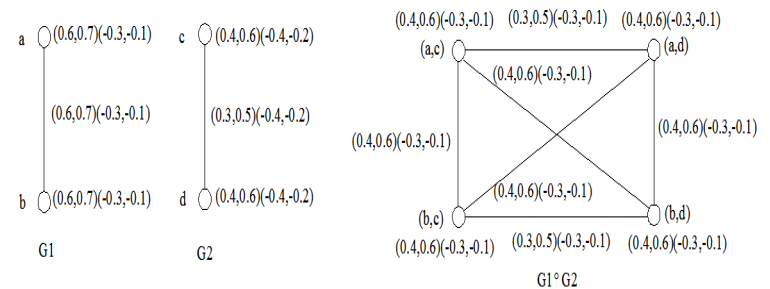 (0.4,0.6)(-0.3,-0.1) (0.3,0.5)(-0.3,-0.1) (0.4,0.6)(-0.3,-0.1)
a (0.6,0.7)(-0.3,-0.1) c (0.4,0.6)(-0.4,-0.2) (a,c) (a,d)
(0.4,0.6)(-0.3,-0.1)
(0.6,0.7)(-0.3,-0.1) (0.3,0.5)(-0.4,-0.2) (0.4,0.6)(-0.3,-0.1) (0.4,0.6)(-0.3,-0.1)
(0.4,0.6)(-0.3,-0.1)
b (0.6,0.7)(-0.3,-0.1) d (0.4,0.6)(-0.4,-0.2) (b,c) (b,d)
(0.4,0.6)(-0.3,-0.1) (0.3,0.5)(-0.3,-0.1) (0.4,0.6)(-0.3,-0.1)
G1 G2
G1°G2